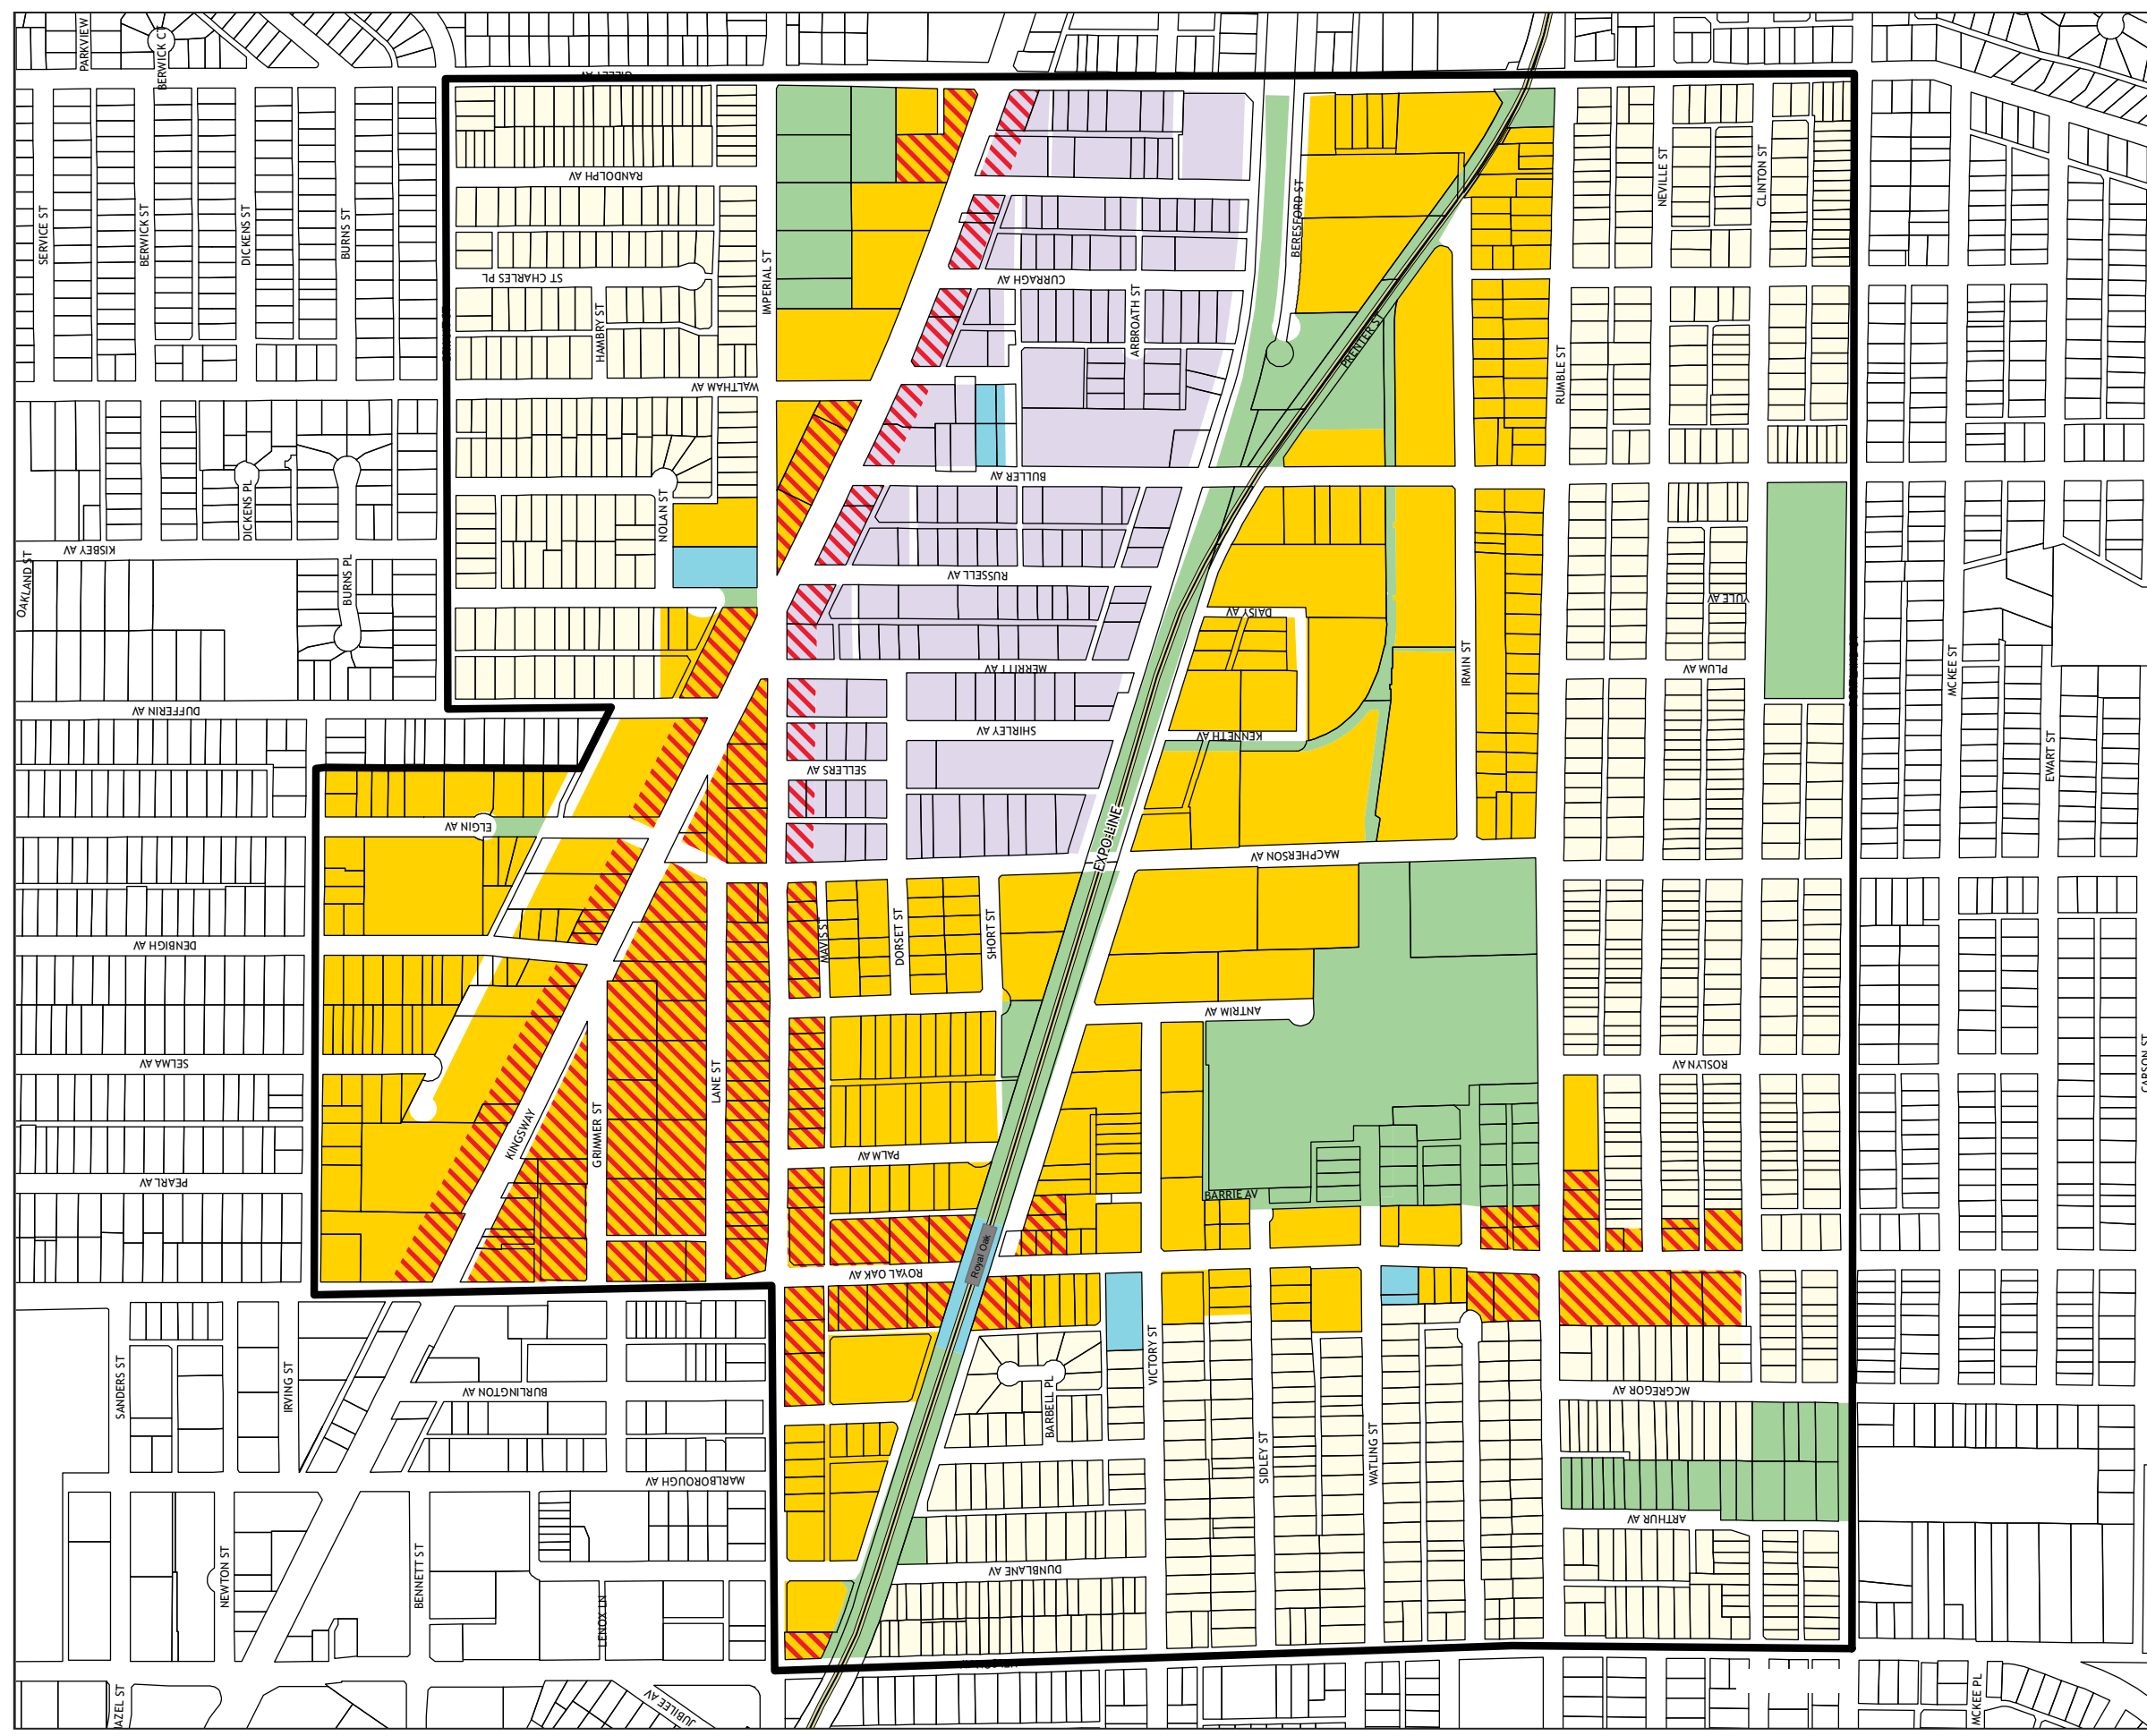 PARKVIEW
BERWICK CT
RANDOLPH AV
SERVICE ST
BERWICK ST
DICKENS ST
BURNS ST
ST CHARLES PL
IMPERIAL ST
HAMBRY ST
WALTHAM AV
CURRAGH AV
ARBROATH ST
BERESFORD ST
PRENTER ST
NEVILLE ST
CLINTON ST
RUMBLE ST
BULLER AV
DICKENS PL
NOLAN ST
KISBEY AV
OAKLAND ST
BURNS PL
RUSSELL AV
DAISY AV
YULE AV
PLUM AV
MERRITT AV
IRMIN ST
MCKEE ST
DUFFERIN AV
SHIRLEY AV
KENNETH AV
EWART ST
SELLERS AV
ELGIN AV
EXPO LINE
MACPHERSON AV
DENBIGH AV
MAVIS ST
DORSET ST
SHORT ST
ANTRIM AV
SELMA AV
LANE ST
ROSLYN AV
CARSON ST
KINGSWAY
GRIMMER ST
PALM AV
PEARL AV
BARRIE AV
Royal Oak
ROYAL OAK AV
SANDERS ST
IRVING ST
BURLINGTON AV
VICTORY ST
BARBELL PL
MCGREGOR AV
SIDLEY ST
WATLING ST
MARLBOROUGH AV
ARTHUR AV
NEWTON ST
BENNETT ST
LENOX LN
DUNBLANE AV
JUBILEE AV
MCKEE PL